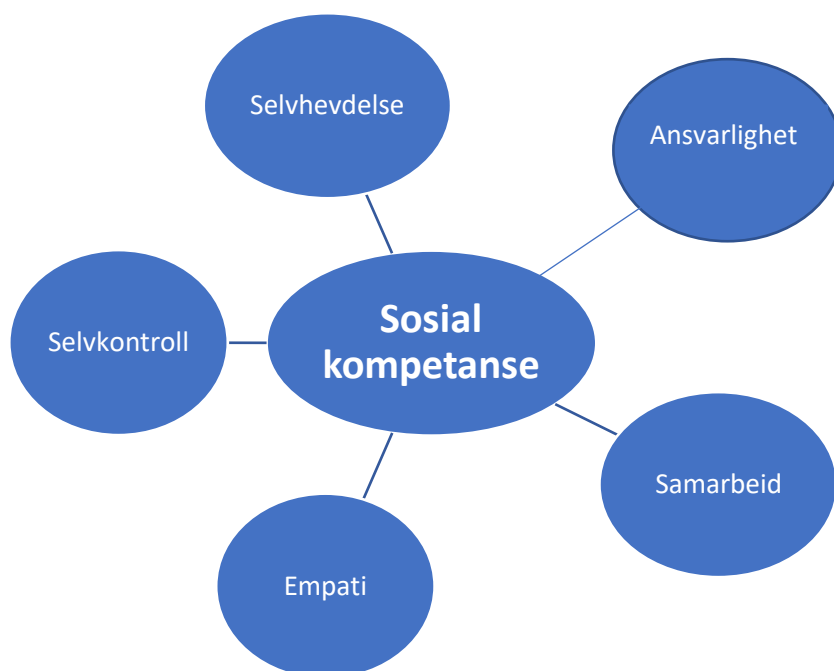 Selvhevdelse
Ansvarlighet
Sosial
kompetanse
Selvkontroll
Samarbeid
Empati